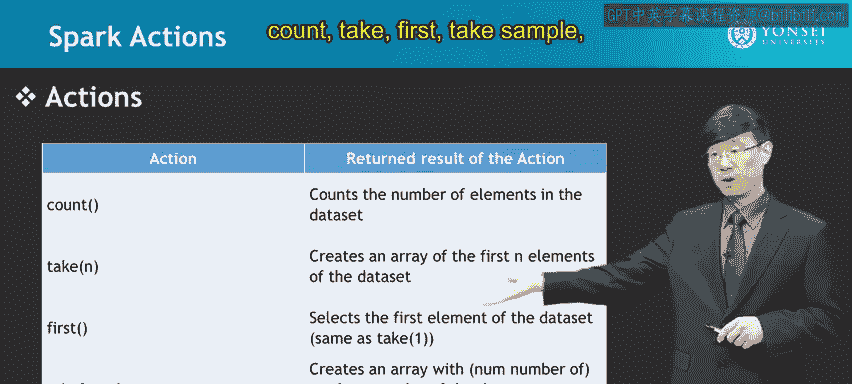 count, take, first, take sample,
Spark Actions
YONSEI
UNIVERSITY
❖ Actions
Action
Returned result of the Action
count()
Counts the number of elements in the
dataset
take(n)
Creates an array of the first n elements
of the dataset
first()
Selects the first element of the dataset
(same as take(1))
Creates an array with (num number of)